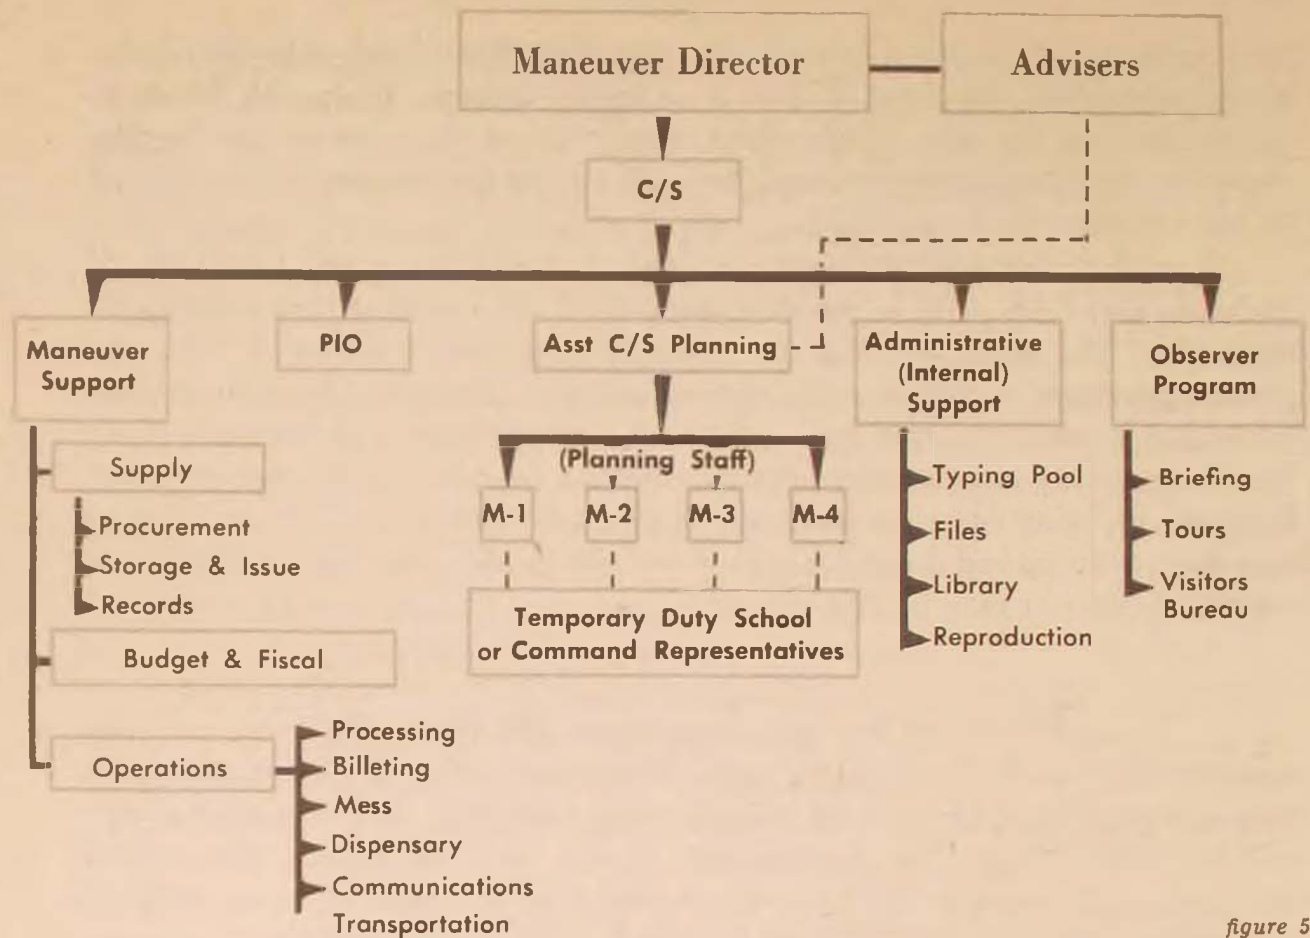 Maneuver Director
Advisers
C/S
Maneuver
Support
PIO
Asst C/S Planning
Administrative
(Internal)
Support
Observer
Program
Supply
Procurement
Storage & Issue
Records
Budget & Fiscal
Operations
Processing
Billeting
Mess
Dispensary
Communications
Transportation
(Planning Staff)
M-1
M-2
M-3
M-4
Temporary Duty School
or Command Representatives
Typing Pool
Files
Library
Reproduction
Briefing
Tours
Visitors
Bureau
figure 5